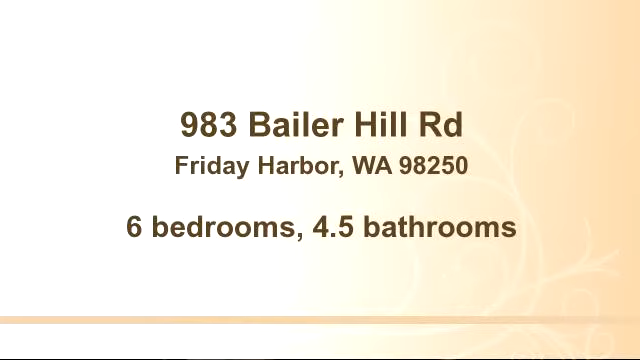 983 Bailer Hill Rd
Friday Harbor, WA 98250
6 bedrooms, 4.5 bathrooms